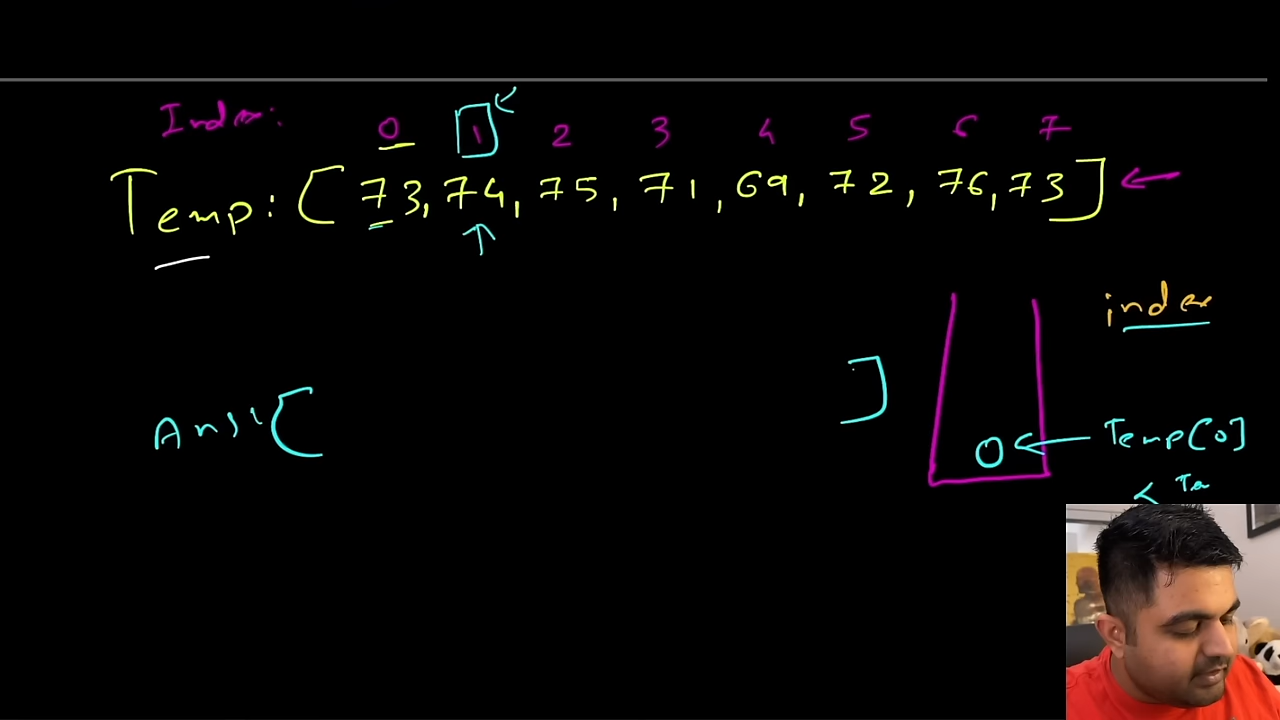 Index: 0 1 2 3 4 5 6 7
Temp: [73, 74, 75, 71, 69, 72, 76, 73]
index
Ans: [ ]
0 Temp[0]
< Te